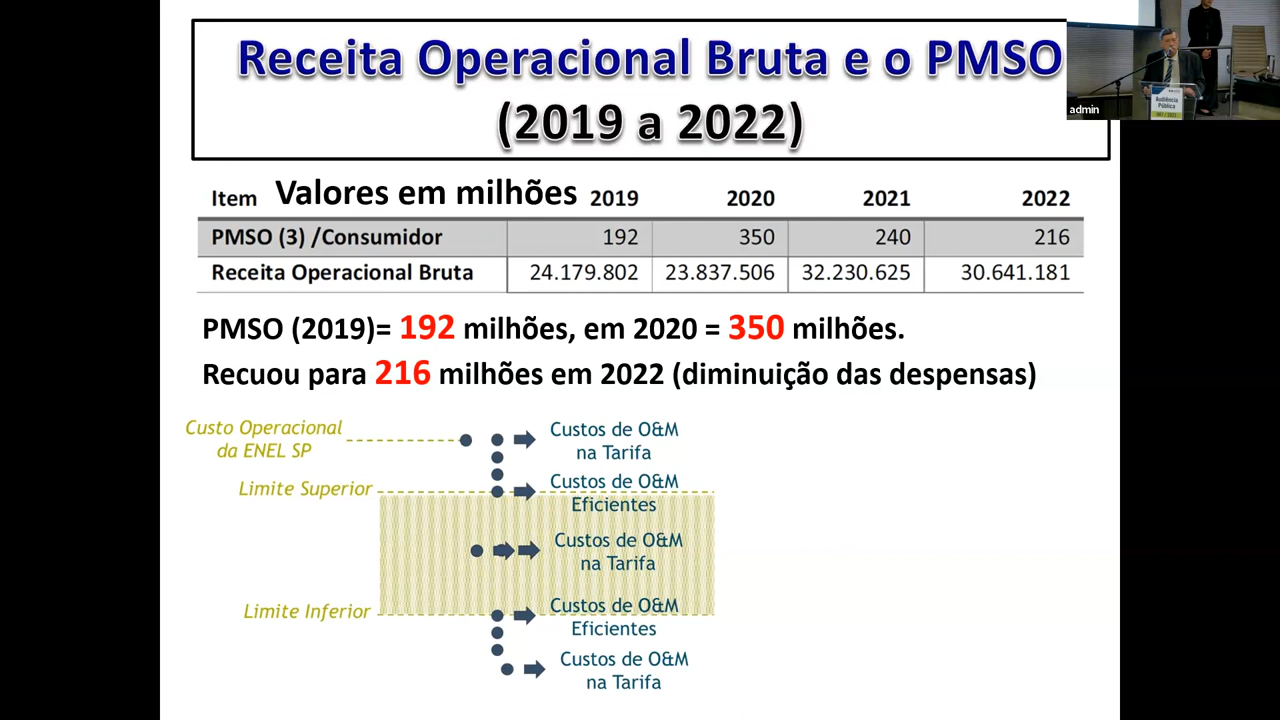 Receita Operacional Bruta e o PMSO
(2019 a 2022)
admin
Audiência
Pública
Item Valores em milhões 2019 2020 2021 2022
PMSO (3) /Consumidor 192 350 240 216
Receita Operacional Bruta 24.179.802 23.837.506 32.230.625 30.641.181
PMSO (2019)= 192 milhões, em 2020 = 350 milhões.
Recuou para 216 milhões em 2022 (diminuição das despensas)
Custo Operacional
da ENEL SP
Custos de O&M
na Tarifa
Limite Superior
Custos de O&M
Eficientes
Custos de O&M
na Tarifa
Limite Inferior
Custos de O&M
Eficientes
Custos de O&M
na Tarifa